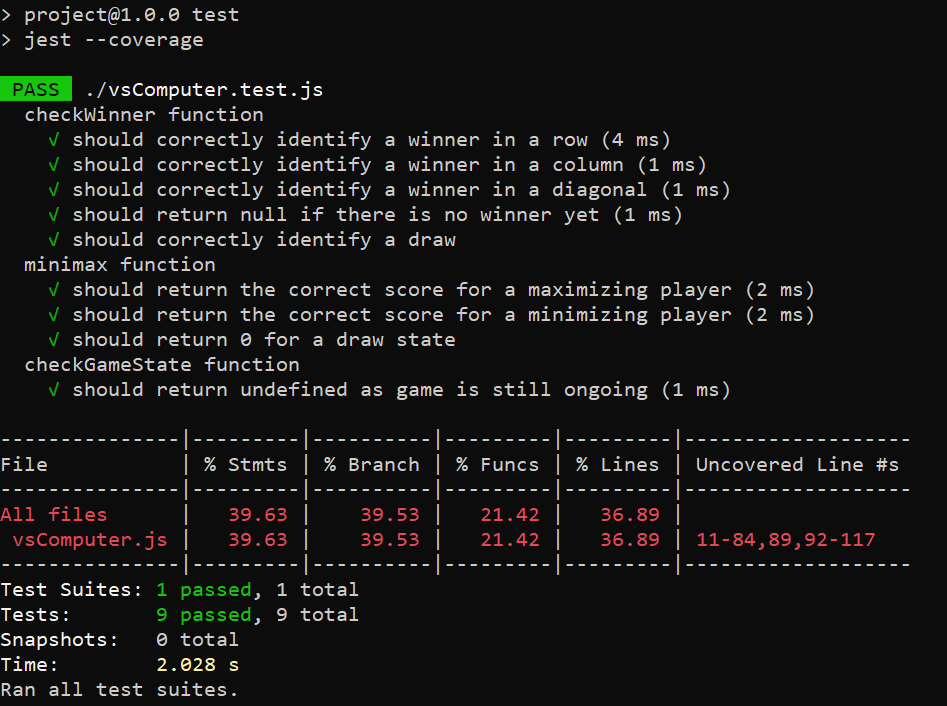 > project@1.0.0 test
> jest --coverage
PASS ./vsComputer.test.js
checkWinner function
√ should correctly identify a winner in a row (4 ms)
√ should correctly identify a winner in a column (1 ms)
√ should correctly identify a winner in a diagonal (1 ms)
√ should return null if there is no winner yet (1 ms)
√ should correctly identify a draw
minimax function
√ should return the correct score for a maximizing player (2 ms)
√ should return the correct score for a minimizing player (2 ms)
√ should return 0 for a draw state
checkGameState function
√ should return undefined as game is still ongoing (1 ms)
---------------|---------|----------|---------|---------|-------------------
File           | % Stmts | % Branch | % Funcs | % Lines | Uncovered Line #s
---------------|---------|----------|---------|---------|-------------------
All files      |   39.63 |    39.53 |   21.42 |   36.89 |
 vsComputer.js |   39.63 |    39.53 |   21.42 |   36.89 | 11-84,89,92-117
---------------|---------|----------|---------|---------|-------------------
Test Suites: 1 passed, 1 total
Tests:       9 passed, 9 total
Snapshots:   0 total
Time:        2.028 s
Ran all test suites.